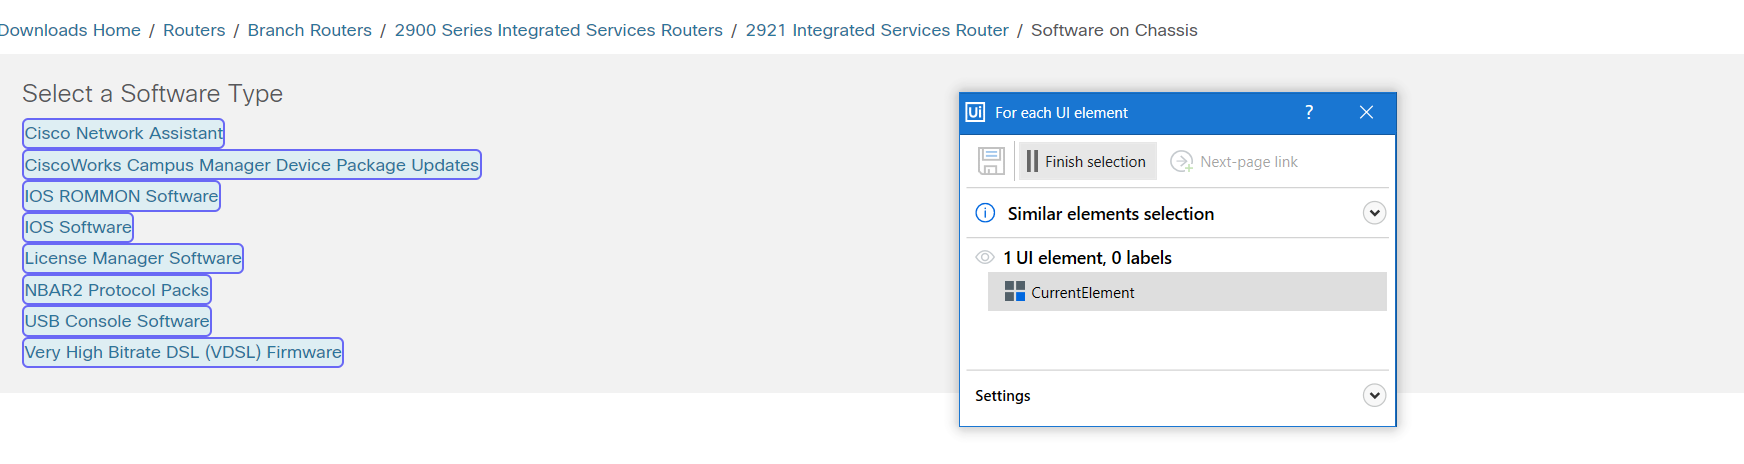 Downloads Home / Routers / Branch Routers / 2900 Series Integrated Services Routers / 2921 Integrated Services Router / Software on Chassis
Select a Software Type
Cisco Network Assistant
CiscoWorks Campus Manager Device Package Updates
IOS ROMMON Software
IOS Software
License Manager Software
NBAR2 Protocol Packs
USB Console Software
Very High Bitrate DSL (VDSL) Firmware
Ui For each UI element ?
Finish selection Next-page link
Similar elements selection
1 UI element, 0 labels
CurrentElement
Settings